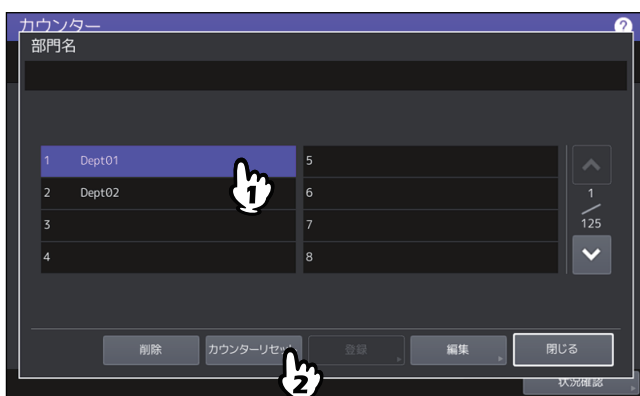 カウンター ?
部門名
1 Dept01 5
2 Dept02 6
3 7
4 8
1
125
削除 カウンターリセット 登録 編集 閉じる
状況確認
1
2